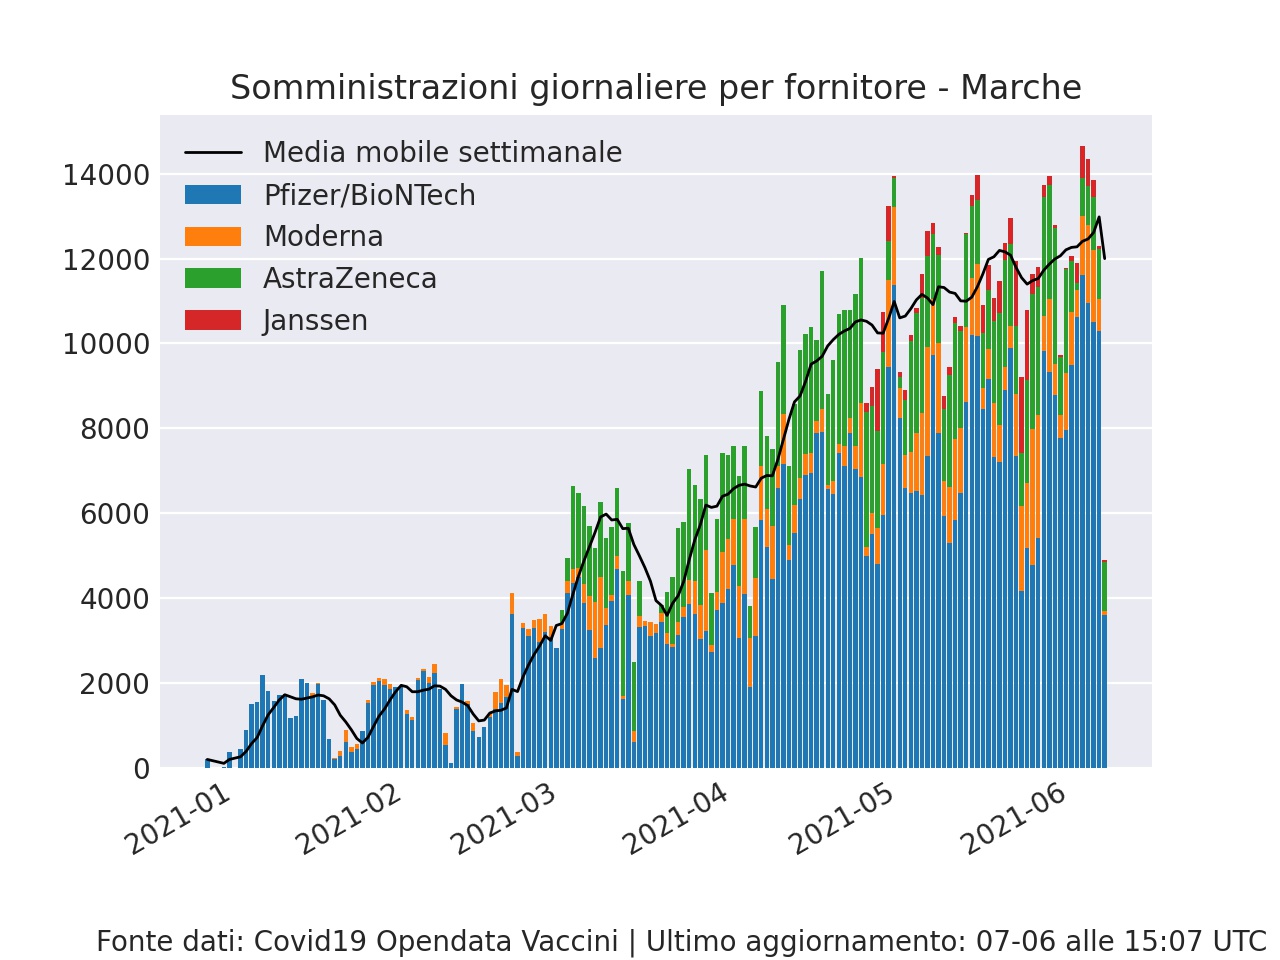 Somministrazioni giornaliere per fornitore - Marche
Media mobile settimanale
Pfizer/BioNTech
Moderna
AstraZeneca
Janssen
14000
12000
10000
8000
6000
4000
2000
0
2021-01
2021-02
2021-03
2021-04
2021-05
2021-06
Fonte dati: Covid19 Opendata Vaccini | Ultimo aggiornamento: 07-06 alle 15:07 UTC